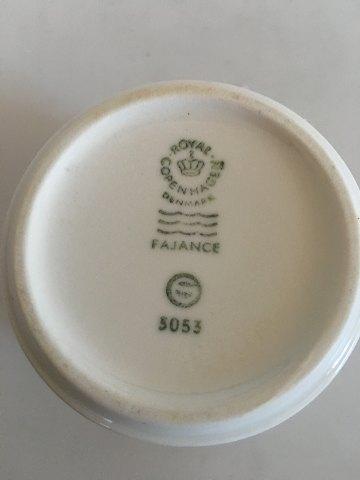 ROYAL COPENHAGEN
DENMARK
FAJANCE
3053